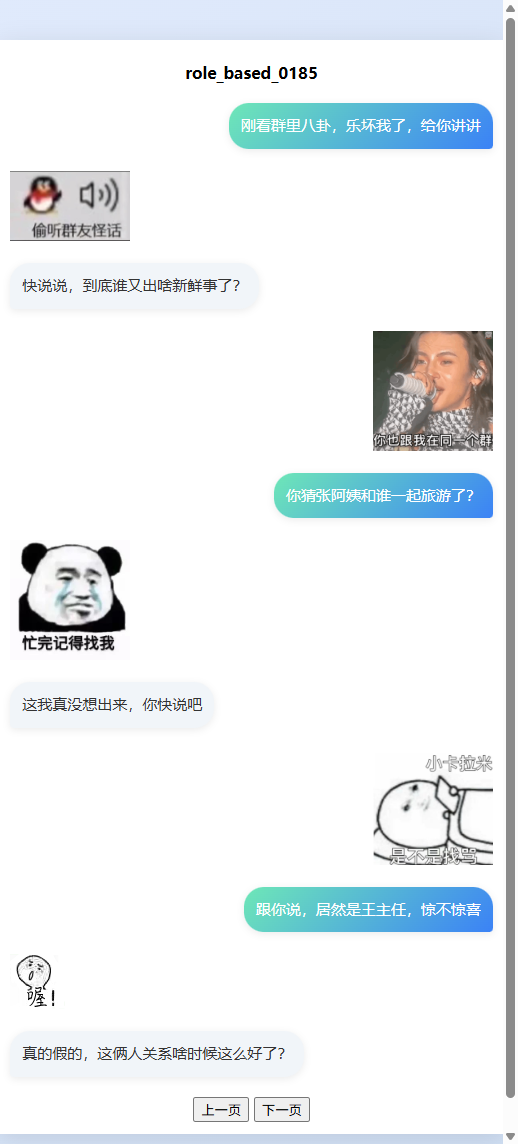 role_based_0185
刚看群里八卦，乐坏我了，给你讲讲
偷听群友怪话
快说说，到底谁又出啥新鲜事了？
你也跟我在同一个群
你猜张阿姨和谁一起旅游了？
忙完记得找我
这我真没想出来，你快说吧
小卡拉米
是不是找骂
跟你说，居然是王主任，惊不惊喜
喔！
真的假的，这俩人关系啥时候这么好了？
上一页 下一页